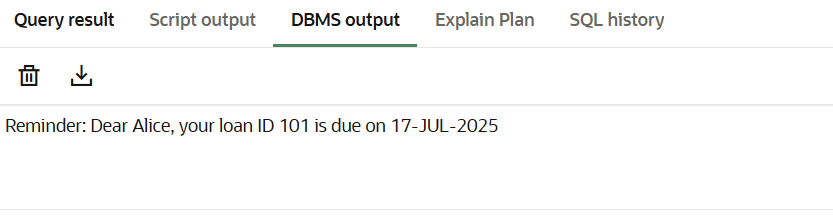 Query result Script output DBMS output Explain Plan SQL history
Reminder: Dear Alice, your loan ID 101 is due on 17-JUL-2025